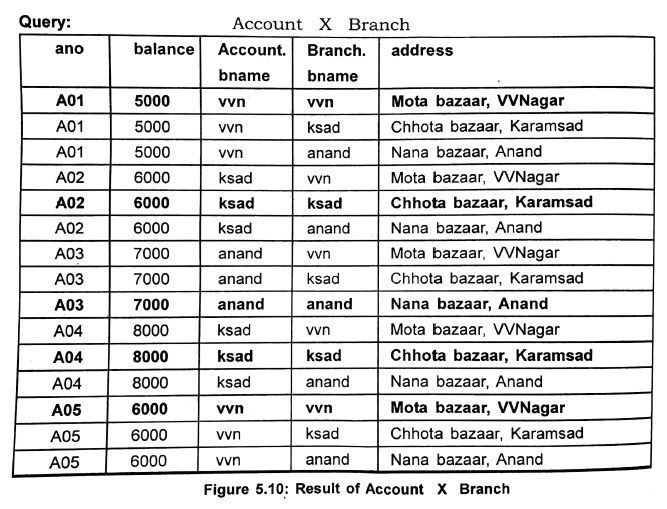 Query: Account X Branch
ano balance Account. bname Branch. bname address
A01 5000 vvn vvn Mota bazaar, VVNagar
A01 5000 vvn ksad Chhota bazaar, Karamsad
A01 5000 vvn anand Nana bazaar, Anand
A02 6000 ksad vvn Mota bazaar, VVNagar
A02 6000 ksad ksad Chhota bazaar, Karamsad
A02 6000 ksad anand Nana bazaar, Anand
A03 7000 anand vvn Mota bazaar, VVNagar
A03 7000 anand ksad Chhota bazaar, Karamsad
A03 7000 anand anand Nana bazaar, Anand
A04 8000 ksad vvn Mota bazaar, VVNagar
A04 8000 ksad ksad Chhota bazaar, Karamsad
A04 8000 ksad anand Nana bazaar, Anand
A05 6000 vvn vvn Mota bazaar, VVNagar
A05 6000 vvn ksad Chhota bazaar, Karamsad
A05 6000 vvn anand Nana bazaar, Anand
Figure 5.10: Result of Account X Branch